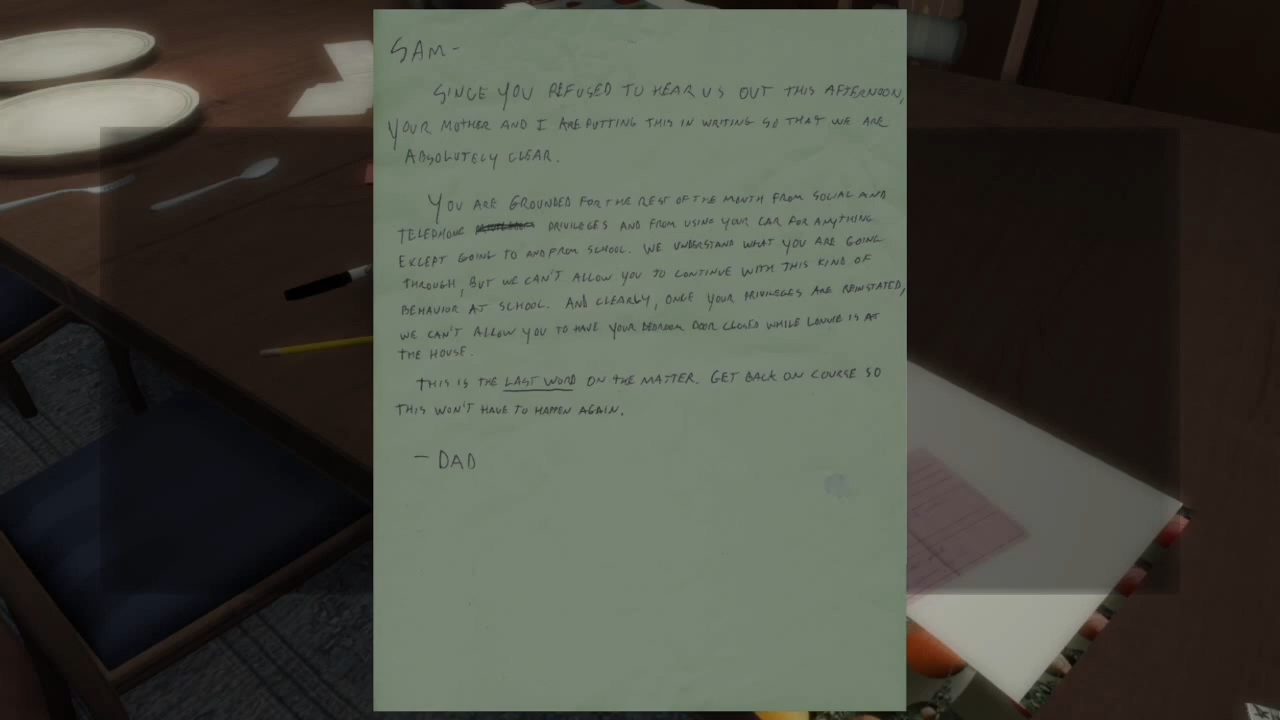 SAM-
SINCE YOU REFUSED TO HEAR US OUT THIS AFTERNOON,
YOUR MOTHER AND I ARE PUTTING THIS IN WRITING SO THAT WE ARE
ABSOLUTELY CLEAR.
YOU ARE GROUNDED FOR THE REST OF THE MONTH FROM SOCIAL AND
TELEPHONE PRIVILEGES AND FROM USING YOUR CAR FOR ANYTHING
EXCEPT GOING TO AND FROM SCHOOL. WE UNDERSTAND WHAT YOU ARE GOING
THROUGH, BUT WE CAN'T ALLOW YOU TO CONTINUE WITH THIS KIND OF
BEHAVIOR AT SCHOOL. AND CLEARLY, ONCE YOUR PRIVILEGES ARE REINSTATED,
WE CAN'T ALLOW YOU TO HAVE YOUR BEDROOM DOOR CLOSED WHILE LONNIE IS AT
THE HOUSE.
THIS IS THE LAST WORD ON THE MATTER. GET BACK ON COURSE SO
THIS WON'T HAVE TO HAPPEN AGAIN.
- DAD